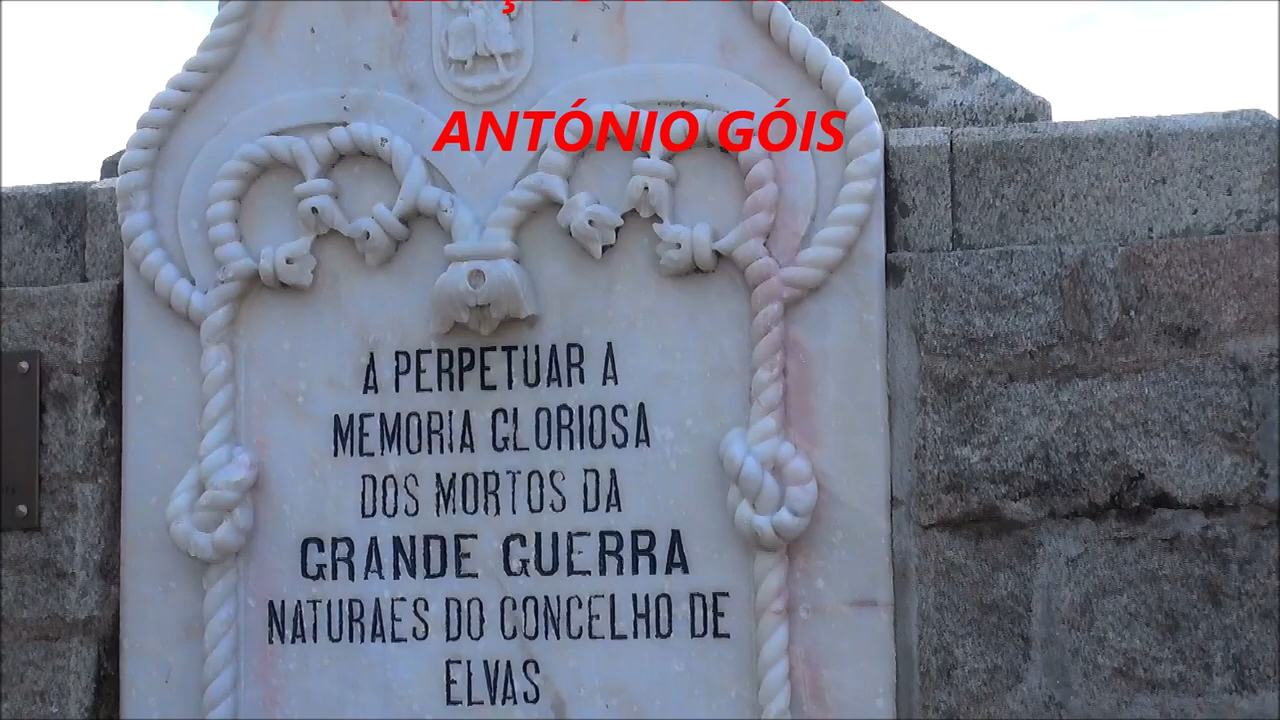 ANTÓNIO GÓIS
A PERPETUAR A
MEMORIA GLORIOSA
DOS MORTOS DA
GRANDE GUERRA
NATURAES DO CONCELHO DE
ELVAS